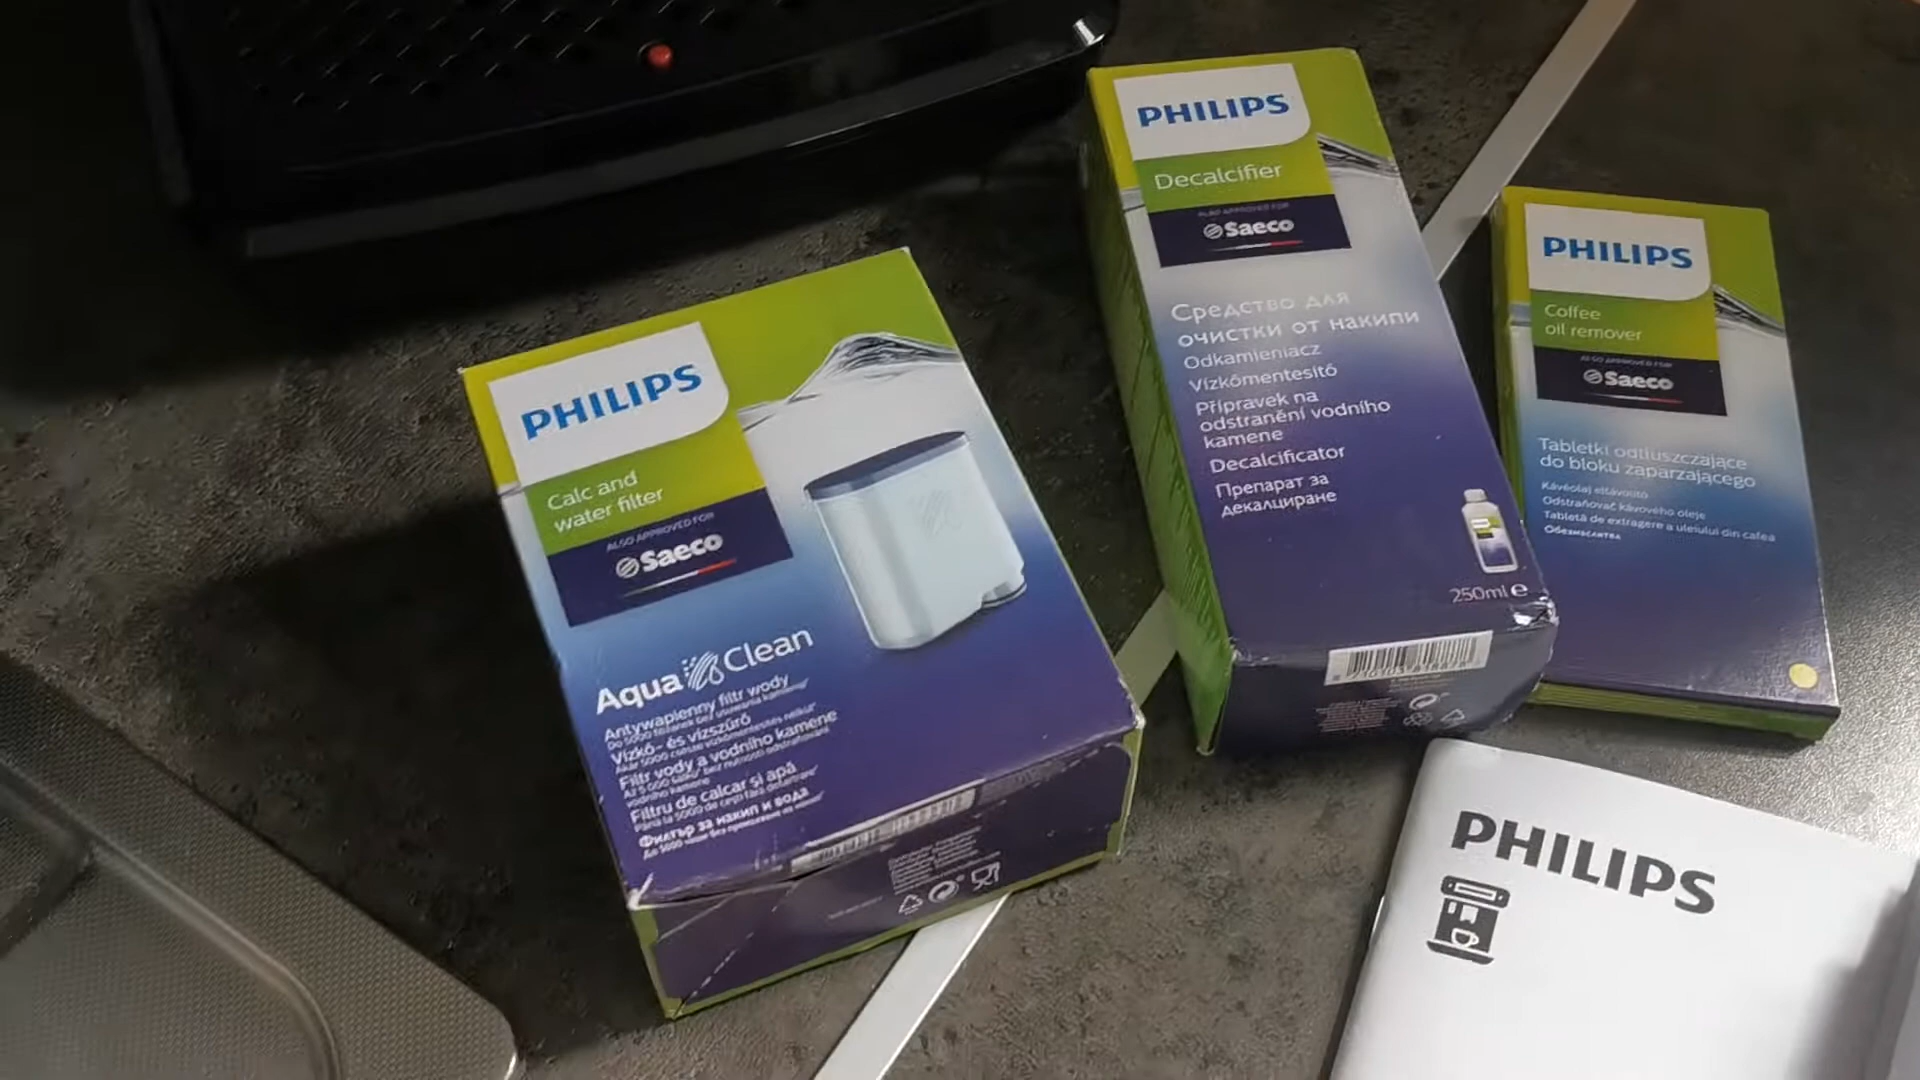 PHILIPS
Calc and
water filter
ALSO APPROVED FOR
Saeco
AquaClean
Antywapienny filtr wody
Vízkő- és vízszűrő
Filtr vody a vodního kamene
vodního kamene
Filtru de calcar și apă
Филтър за накип и вода
PHILIPS
Decalcifier
ALSO APPROVED FOR
Saeco
Средство для
очистки от накипи
Odkamieniacz
Vízkőmentesítő
Přípravek na
odstranění vodního
kamene
Decalcificator
Препарат за
декалциране
250ml e
PHILIPS
Coffee
oil remover
ALSO APPROVED FOR
Saeco
Tabletki odtłuszczające
do bloku zaparzającego
Kávéolaj eltávolító
Odstraňovač kávového oleje
Tabletă de extragere a uleiului din cafea
PHILIPS